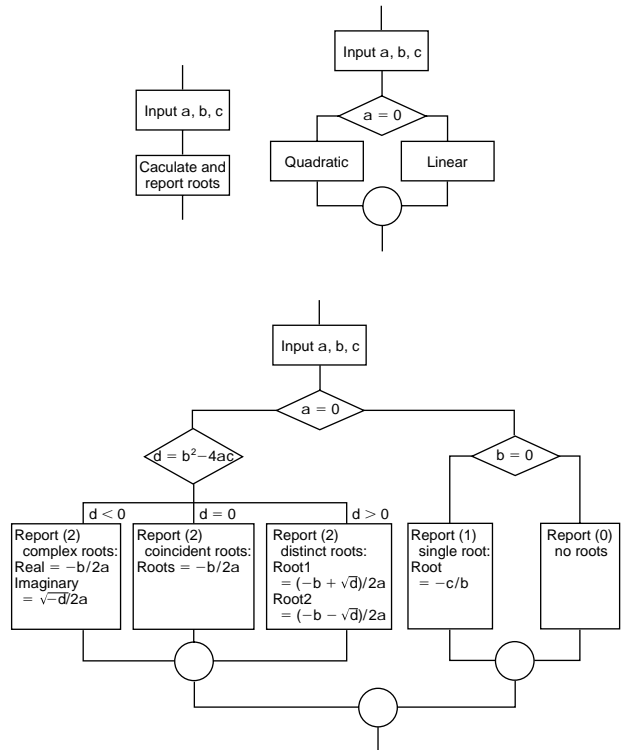 Input a, b, c
Caculate and
report roots
Input a, b, c
a = 0
Quadratic
Linear
Input a, b, c
a = 0
d = b²−4ac
b = 0
d < 0
d = 0
d > 0
Report (2)
complex roots:
Real = −b/2a
Imaginary
= √−d/2a
Report (2)
coincident roots:
Roots = −b/2a
Report (2)
distinct roots:
Root1
= (−b + √d)/2a
Root2
= (−b − √d)/2a
Report (1)
single root:
Root
= −c/b
Report (0)
no roots